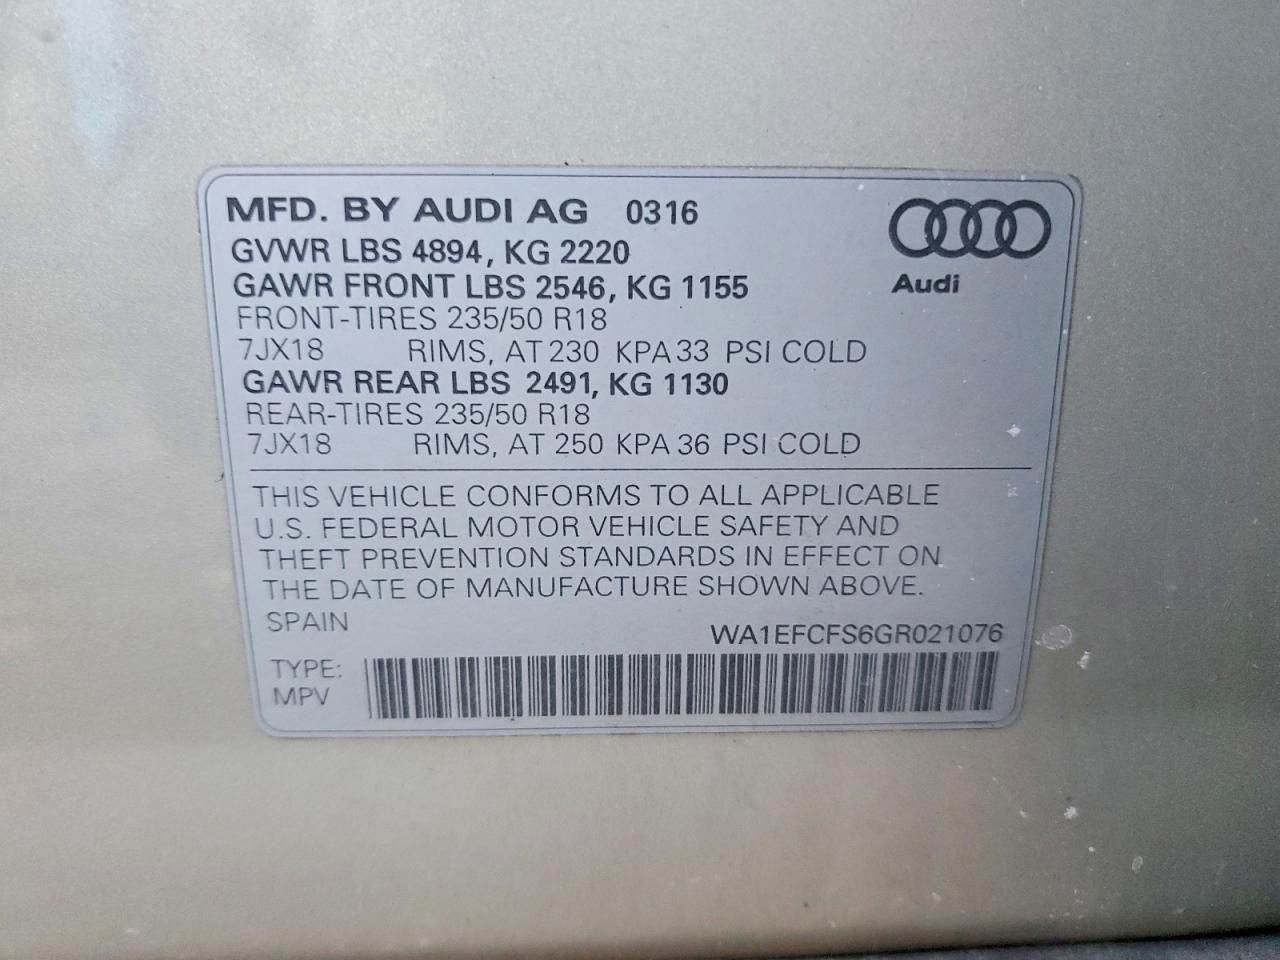 MFD. BY AUDI AG 0316
GVWR LBS 4894, KG 2220
GAWR FRONT LBS 2546, KG 1155
Audi
FRONT-TIRES 235/50 R18
7JX18 RIMS, AT 230 KPA 33 PSI COLD
GAWR REAR LBS 2491, KG 1130
REAR-TIRES 235/50 R18
7JX18 RIMS, AT 250 KPA 36 PSI COLD
THIS VEHICLE CONFORMS TO ALL APPLICABLE
U.S. FEDERAL MOTOR VEHICLE SAFETY AND
THEFT PREVENTION STANDARDS IN EFFECT ON
THE DATE OF MANUFACTURE SHOWN ABOVE.
SPAIN
WA1EFCFS6GR021076
TYPE:
MPV